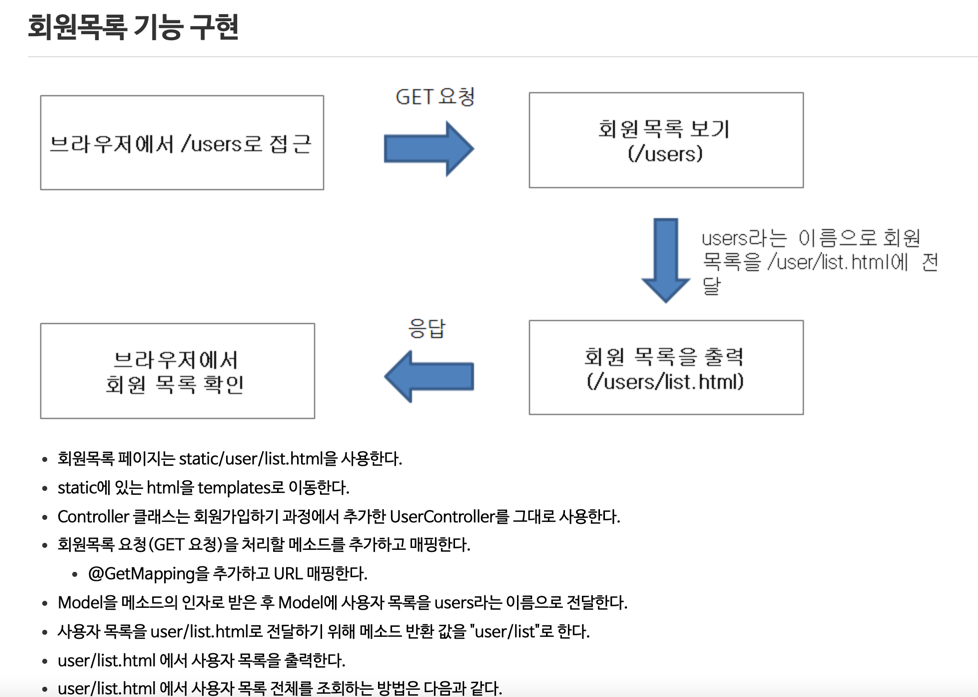 회원목록 기능 구현
GET 요청
브라우저에서 /users로 접근
회원 목록 보기
(/users)
users라는 이름으로 회원
목록을 /user/list.html에 전
달
응답
회원 목록을 출력
(/users/list.html)
브라우저에서
회원 목록 확인
• 회원목록 페이지는 static/user/list.html을 사용한다.
• static에 있는 html을 templates로 이동한다.
• Controller 클래스는 회원가입하기 과정에서 추가한 UserController를 그대로 사용한다.
• 회원목록 요청(GET 요청)을 처리할 메소드를 추가하고 매핑한다.
• @GetMapping을 추가하고 URL 매핑한다.
• Model을 메소드의 인자로 받은 후 Model에 사용자 목록을 users라는 이름으로 전달한다.
• 사용자 목록을 user/list.html로 전달하기 위해 메소드 반환 값을 "user/list"로 한다.
• user/list.html 에서 사용자 목록을 출력한다.
• user/list.html 에서 사용자 목록 전체를 조회하는 방법은 다음과 같다.